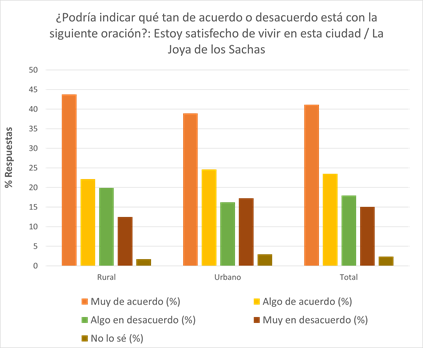 ¿Podría indicar qué tan de acuerdo o desacuerdo está con la
siguiente oración?: Estoy satisfecho de vivir en esta ciudad / La
Joya de los Sachas
% Respuestas
50
45
40
35
30
25
20
15
10
5
0
Rural
Urbano
Total
Muy de acuerdo (%)
Algo de acuerdo (%)
Algo en desacuerdo (%)
Muy en desacuerdo (%)
No lo sé (%)